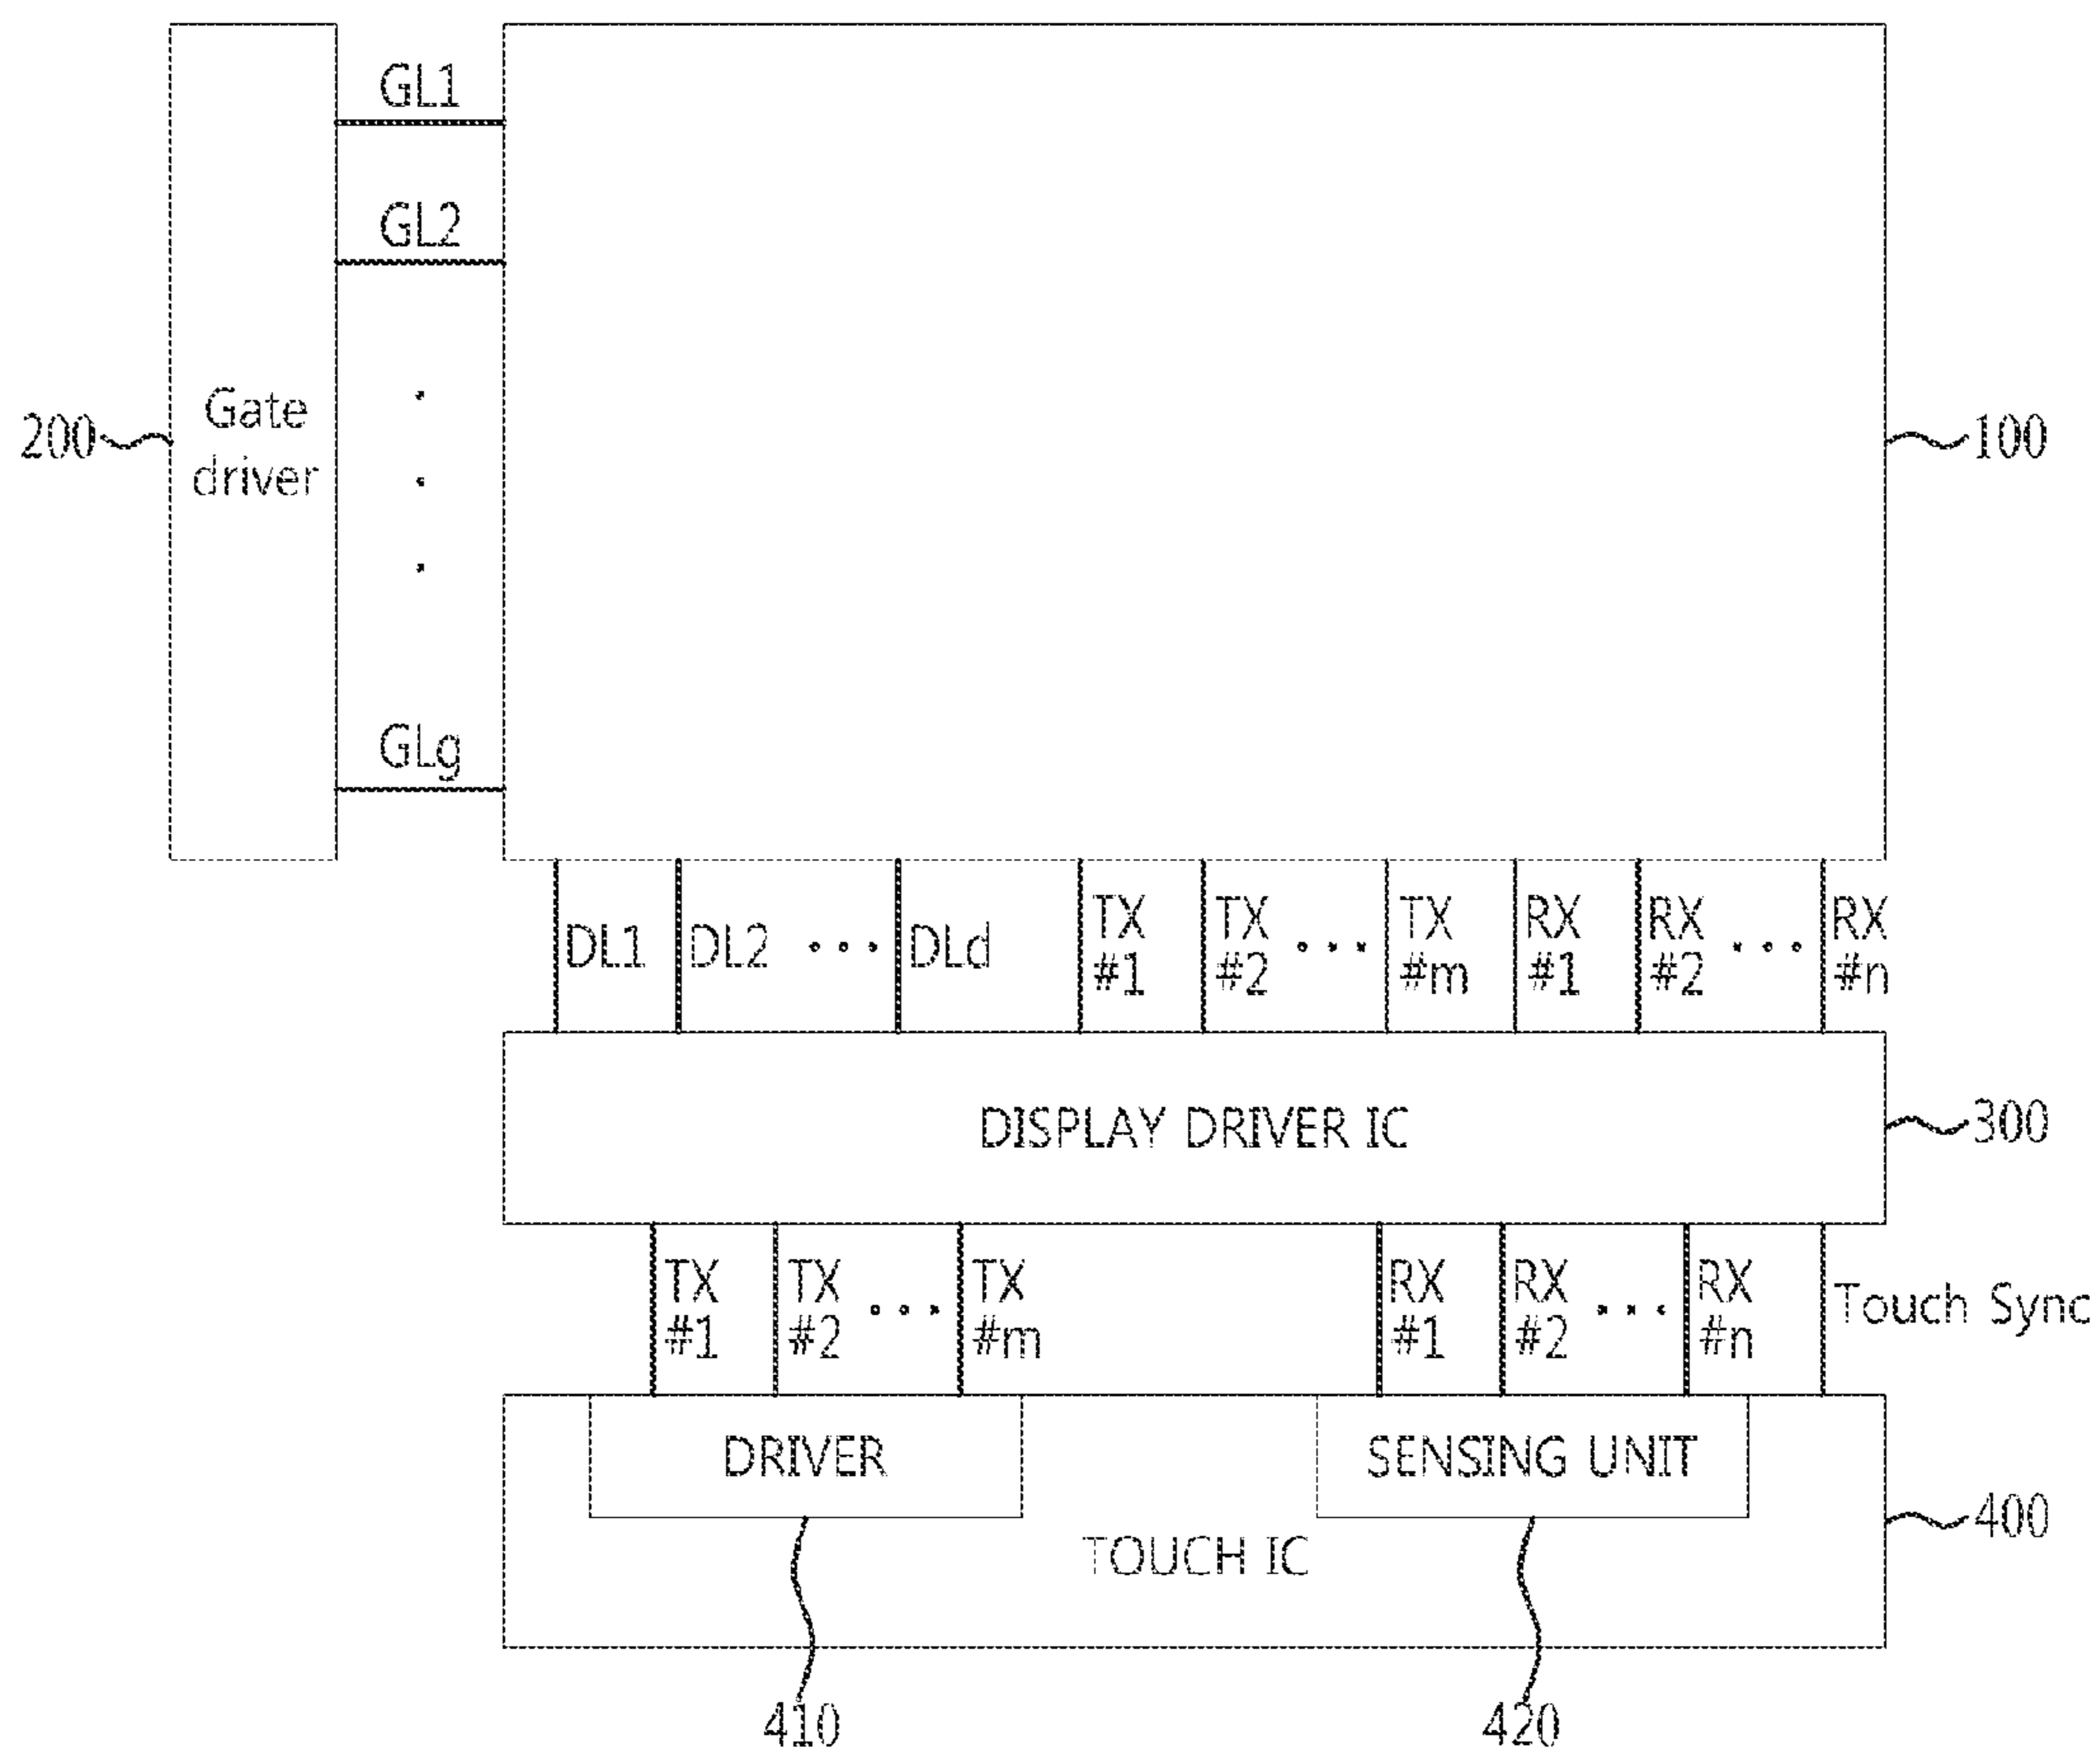 GL1
GL2
Gate
driver
200
100
GLg
DL1 DL2 ... DLd
TX
#1
TX
#2
...
TX
#m
RX
#1
RX
#2
...
RX
#n
DISPLAY DRIVER IC
300
TX
#1
TX
#2
...
TX
#m
RX
#1
RX
#2
...
RX
#n
Touch Sync
DRIVER
SENSING UNIT
TOUCH IC
400
410
420